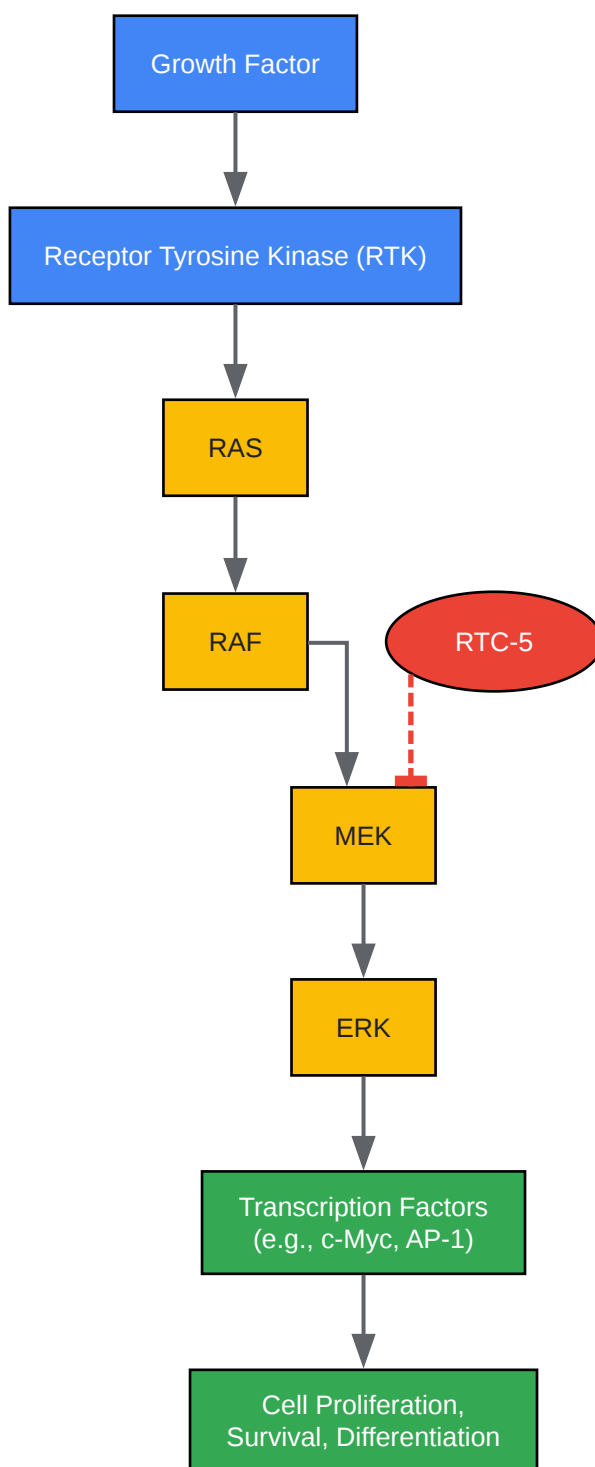 Growth Factor
Receptor Tyrosine Kinase (RTK)
RAS
RAF
RTC-5
MEK
ERK
Transcription Factors
(e.g., c-Myc, AP-1)
Cell Proliferation,
Survival, Differentiation